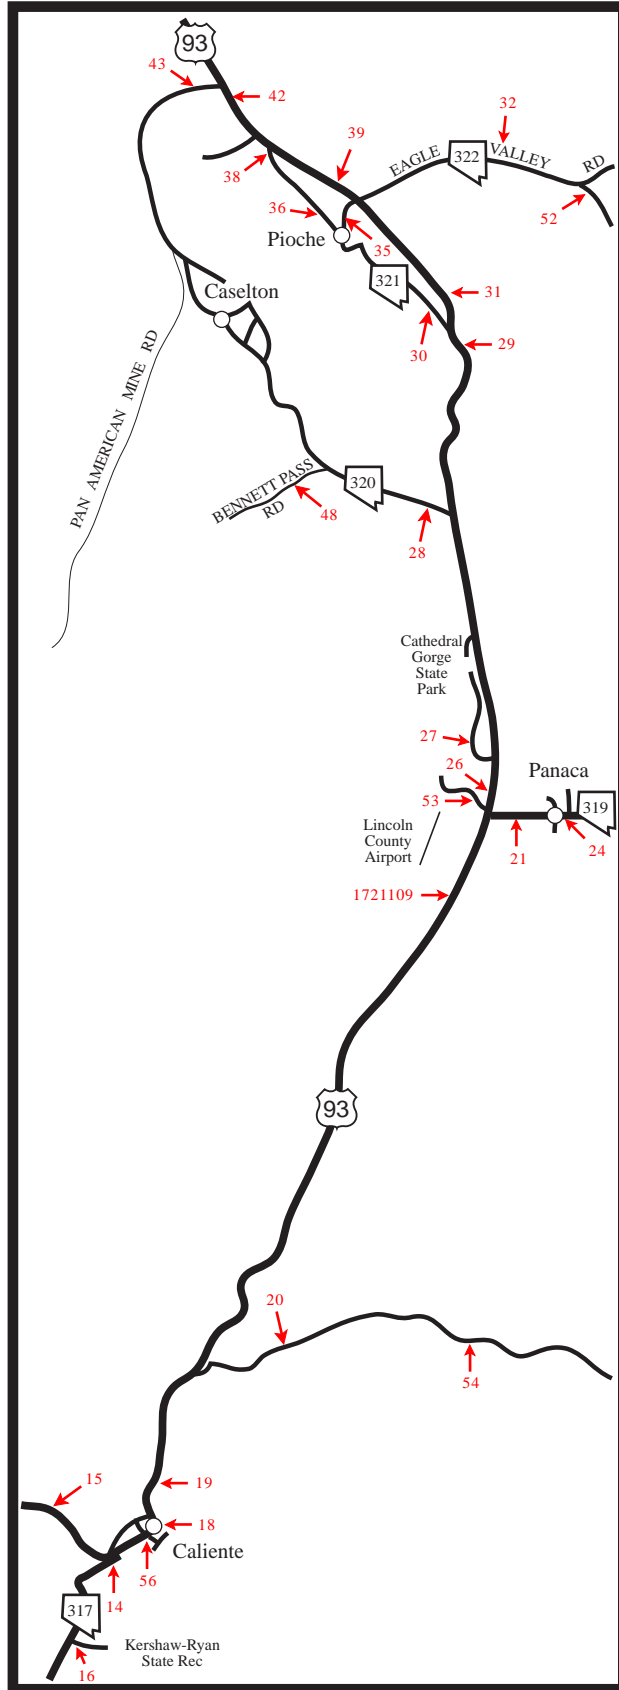 93
43
42
32
39
EAGLE
322
VALLEY
RD
38
52
36
35
Pioche
321
Caselton
31
30
29
PAN AMERICAN MINE RD
BENNETT PASS
RD
320
48
28
Cathedral
Gorge
State
Park
27
26
Panaca
53
319
Lincoln
County
Airport
21
24
1721109
93
20
54
15
19
18
Caliente
56
14
317
Kershaw-Ryan
State Rec
16